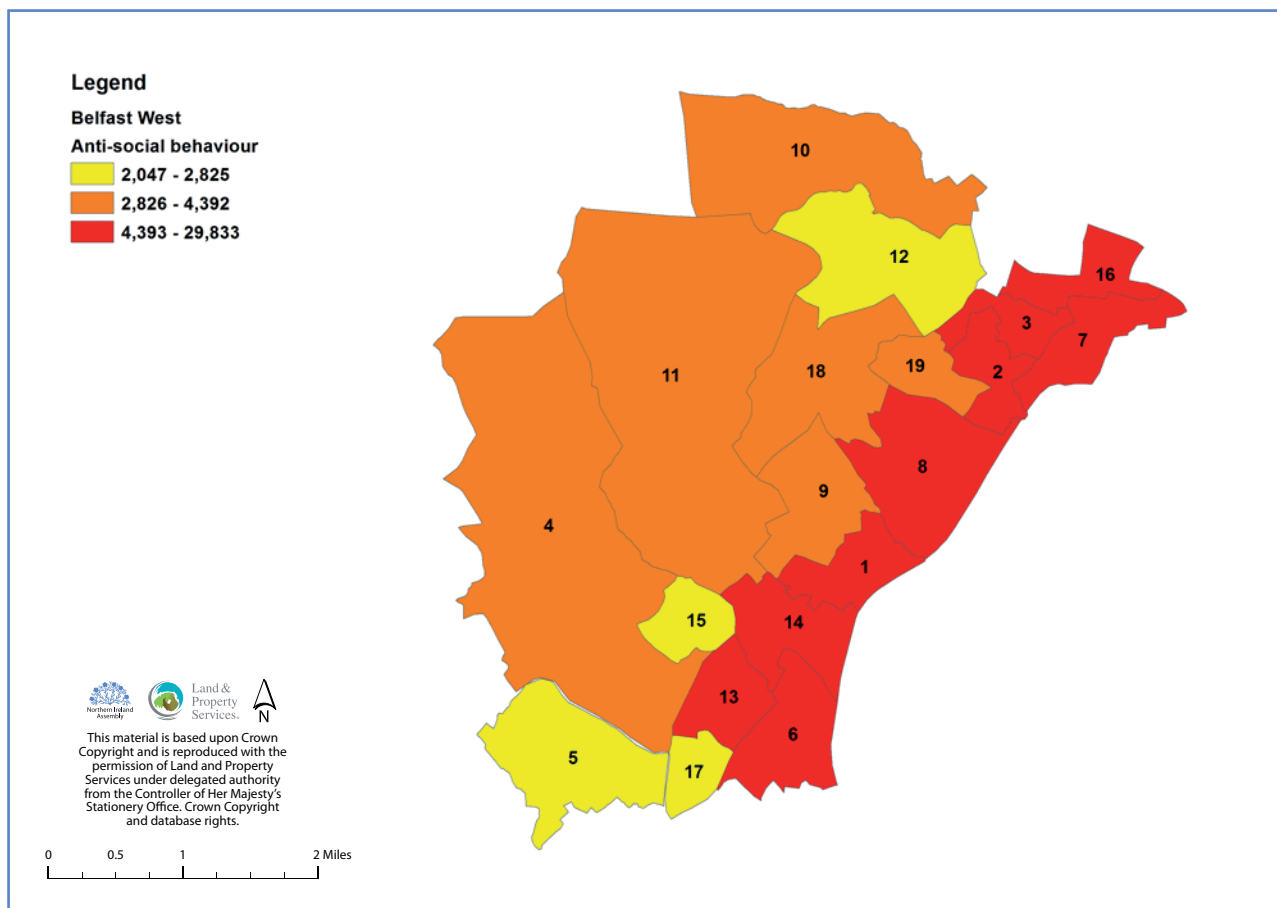 Legend
Belfast West
Anti-social behaviour
2,047 - 2,825
2,826 - 4,392
4,393 - 29,833
10
12
16
3
7
11
18
19
2
8
9
4
1
15
14
13
6
5
17
Northern Ireland
Assembly
Land &
Property
Services.
N
This material is based upon Crown
Copyright and is reproduced with the
permission of Land and Property
Services under delegated authority
from the Controller of Her Majesty's
Stationery Office. Crown Copyright
and database rights.
0 0.5 1 2 Miles